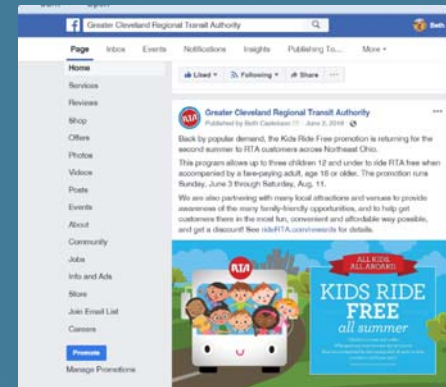 Greater Cleveland Regional Transit Authority
Beth
Page Inbox Events Notifications Insights Publishing To... More
Home
Services
Reviews
Shop
Offers
Photos
Videos
Posts
Events
About
Community
Jobs
Info and Ads
Store
Join Email List
Careers
Promote
Manage Promotions
Liked Following Share ...
Greater Cleveland Regional Transit Authority
Published by Beth
June 2, 2018
Back by popular demand, the Kids Ride Free promotion is returning for the
second summer to RTA customers across Northeast Ohio.
This program allows up to three children 12 and under to ride RTA free when
accompanied by a fare-paying adult, age 18 or older. The promotion runs
Sunday, June 3 through Saturday, Aug. 11.
We are also partnering with many local attractions and venues to provide
awareness of the many family-friendly opportunities, and to help get
customers there in the most fun, convenient and affordable way possible,
and get a discount! See rideRTA.com/rewards for details.
RTA
ALL KIDS
ALL ABOARD
KIDS RIDE
FREE
all summer